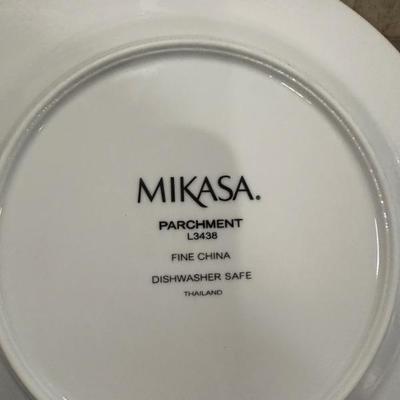 MIKASA.
PARCHMENT
L3438
FINE CHINA
DISHWASHER SAFE
THAILAND